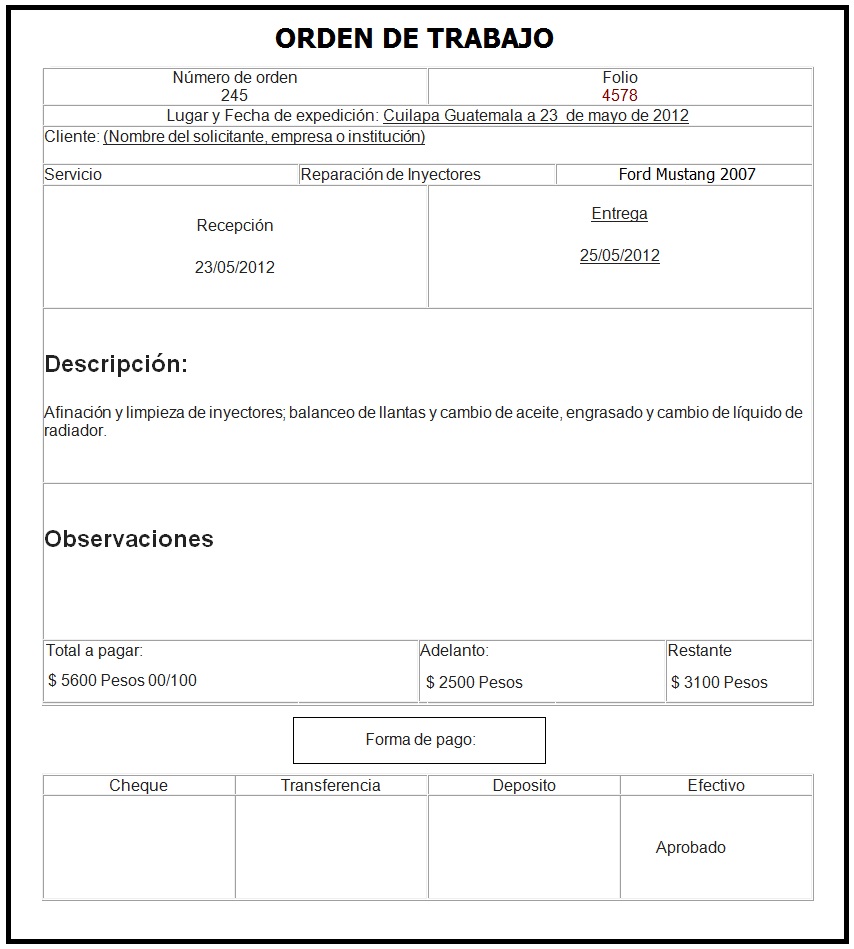 ORDEN DE TRABAJO
Número de orden
245
Folio
4578
Lugar y Fecha de expedición: Cuilapa Guatemala a 23 de mayo de 2012
Cliente: (Nombre del solicitante, empresa o institución)
Servicio
Reparación de Inyectores
Ford Mustang 2007
Recepción
23/05/2012
Entrega
25/05/2012
Descripción:
Afinación y limpieza de inyectores; balanceo de llantas y cambio de aceite, engrasado y cambio de líquido de
radiador.
Observaciones
Total a pagar:
$ 5600 Pesos 00/100
Adelanto:
$ 2500 Pesos
Restante
$ 3100 Pesos
Forma de pago:
Cheque
Transferencia
Deposito
Efectivo
Aprobado